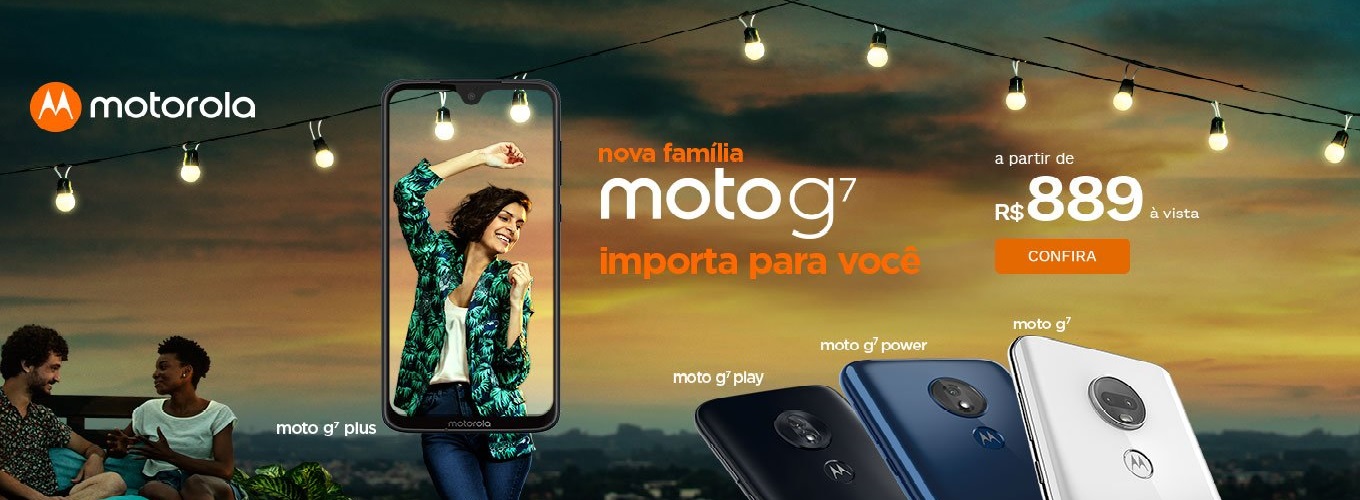 motorola
nova família
moto g⁷
importa para você
a partir de
R$889 à vista
CONFIRA
moto g⁷
moto g⁷ power
moto g⁷ play
moto g⁷ plus
motorola